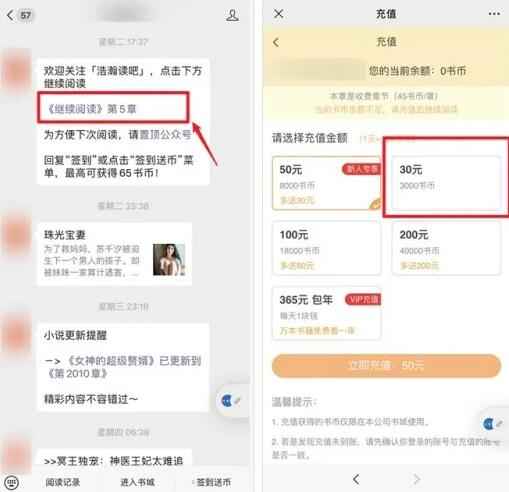 57
星期二 17:37
欢迎关注「浩瀚读吧」，点击下方
继续阅读
《继续阅读》第5章
为方便下次阅读，请置顶公众号
回复“签到”或点击“签到送币”菜
单，最高可获得65书币！
星期二 23:38
珠光宝妻
为了救妈妈，苏千汐被迫
生下一个男人的孩子，却
被妹妹一家算计遇害，…
星期三 23:19
小说更新提醒
—>《女神的超级赘婿》已更新到
《第2010章》
精彩内容不容错过～
星期四 06:38
>>冥王独宠：神医王妃太难追
阅读记录
进入书城
签到送币
充值
充值
您的当前余额：0书币
本章是收费章节（45书币/章）
当前书币余额不足，请充值后继续阅读
请选择充值金额
50元
新人专惠
8000书币
多送30元
30元
3000书币
100元
18000书币
多送80元
200元
40000书币
多送200元
365元 包年
VIP充值
每天1块钱
万本书籍免费看一年
立即充值：50元
温馨提示：
1. 充值获得的书币仅限在本公司书城使用。
2. 若是发现充值未到账，请先确认你登录的账号与充值的账号
是否一致。